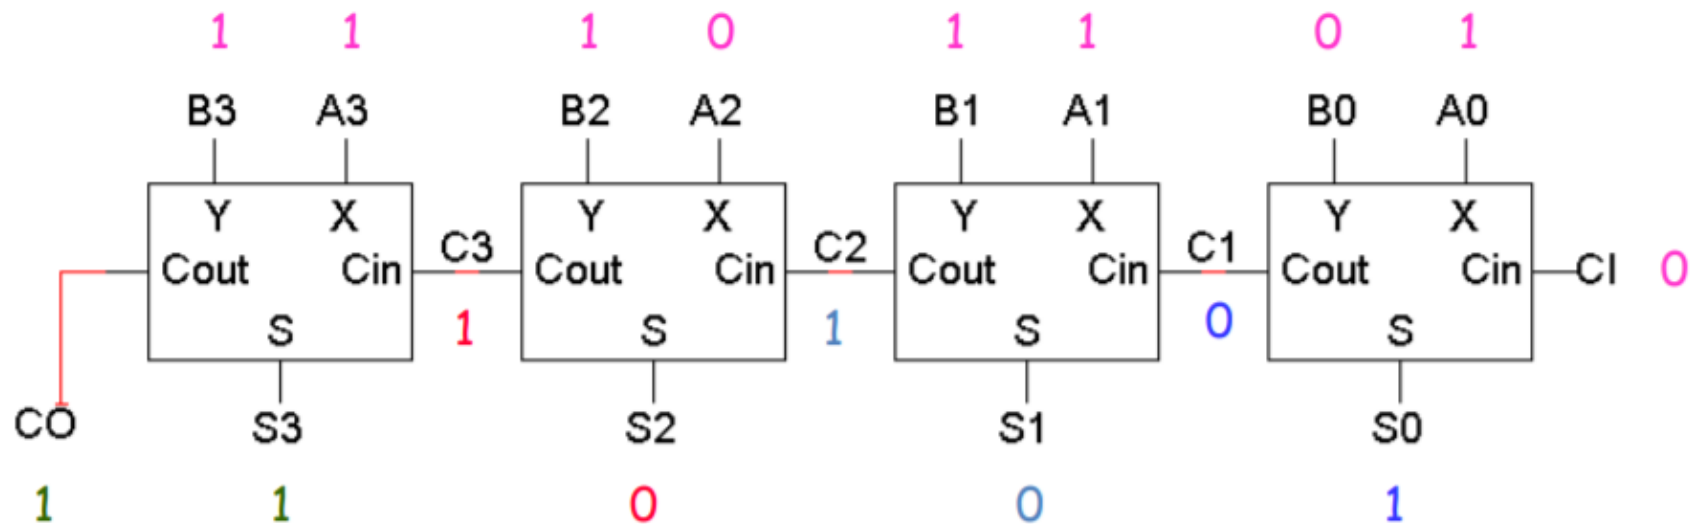 1 1 1 0 1 1 0 1
B3 A3 B2 A2 B1 A1 B0 A0
Y X Y X Y X Y X
C3 C2 C1
Cout Cin Cout Cin Cout Cin Cout Cin CI 0
1 1 0
S S S S
CO S3 S2 S1 S0
1 1 0 0 1